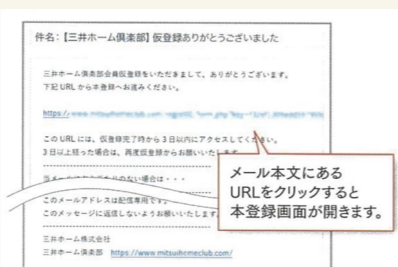 件名：【三井ホーム倶楽部】仮登録ありがとうございました
三井ホーム倶楽部会員仮登録をいただきまして、ありがとうございます。
下記 URL から本登録へお進みください。
https://www.mitsuihomeclub.com/
この URL には、仮登録完了時から３日以内にアクセスしてください。
３日以上経った場合は、再度仮登録からお願いいたします
メール本文にある
URLをクリックすると
本登録画面が開きます。
ない場合は・・・
このメールアドレスは配信専用です。
このメッセージに返信しないようお願いいたします
三井ホーム株式会社
三井ホーム倶楽部 https://www.mitsuihomeclub.com/